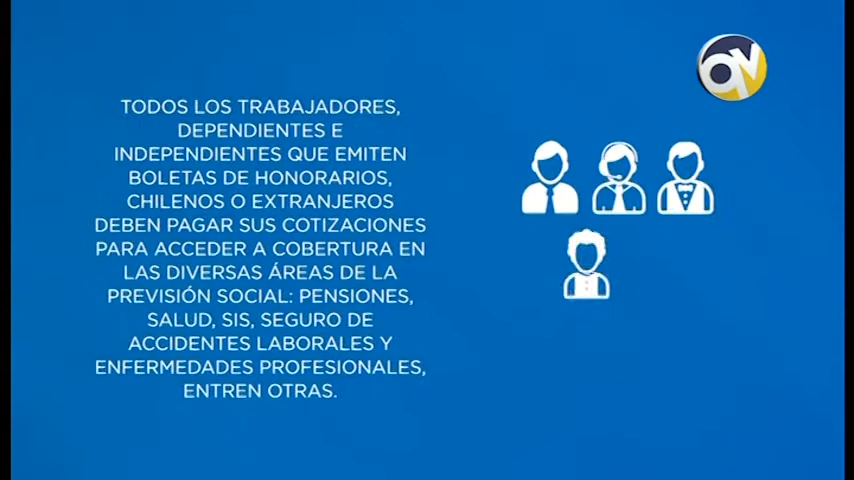 TODOS LOS TRABAJADORES,
DEPENDIENTES E
INDEPENDIENTES QUE EMITEN
BOLETAS DE HONORARIOS,
CHILENOS O EXTRANJEROS
DEBEN PAGAR SUS COTIZACIONES
PARA ACCEDER A COBERTURA EN
LAS DIVERSAS ÁREAS DE LA
PREVISIÓN SOCIAL: PENSIONES,
SALUD, SIS, SEGURO DE
ACCIDENTES LABORALES Y
ENFERMEDADES PROFESIONALES,
ENTREN OTRAS.